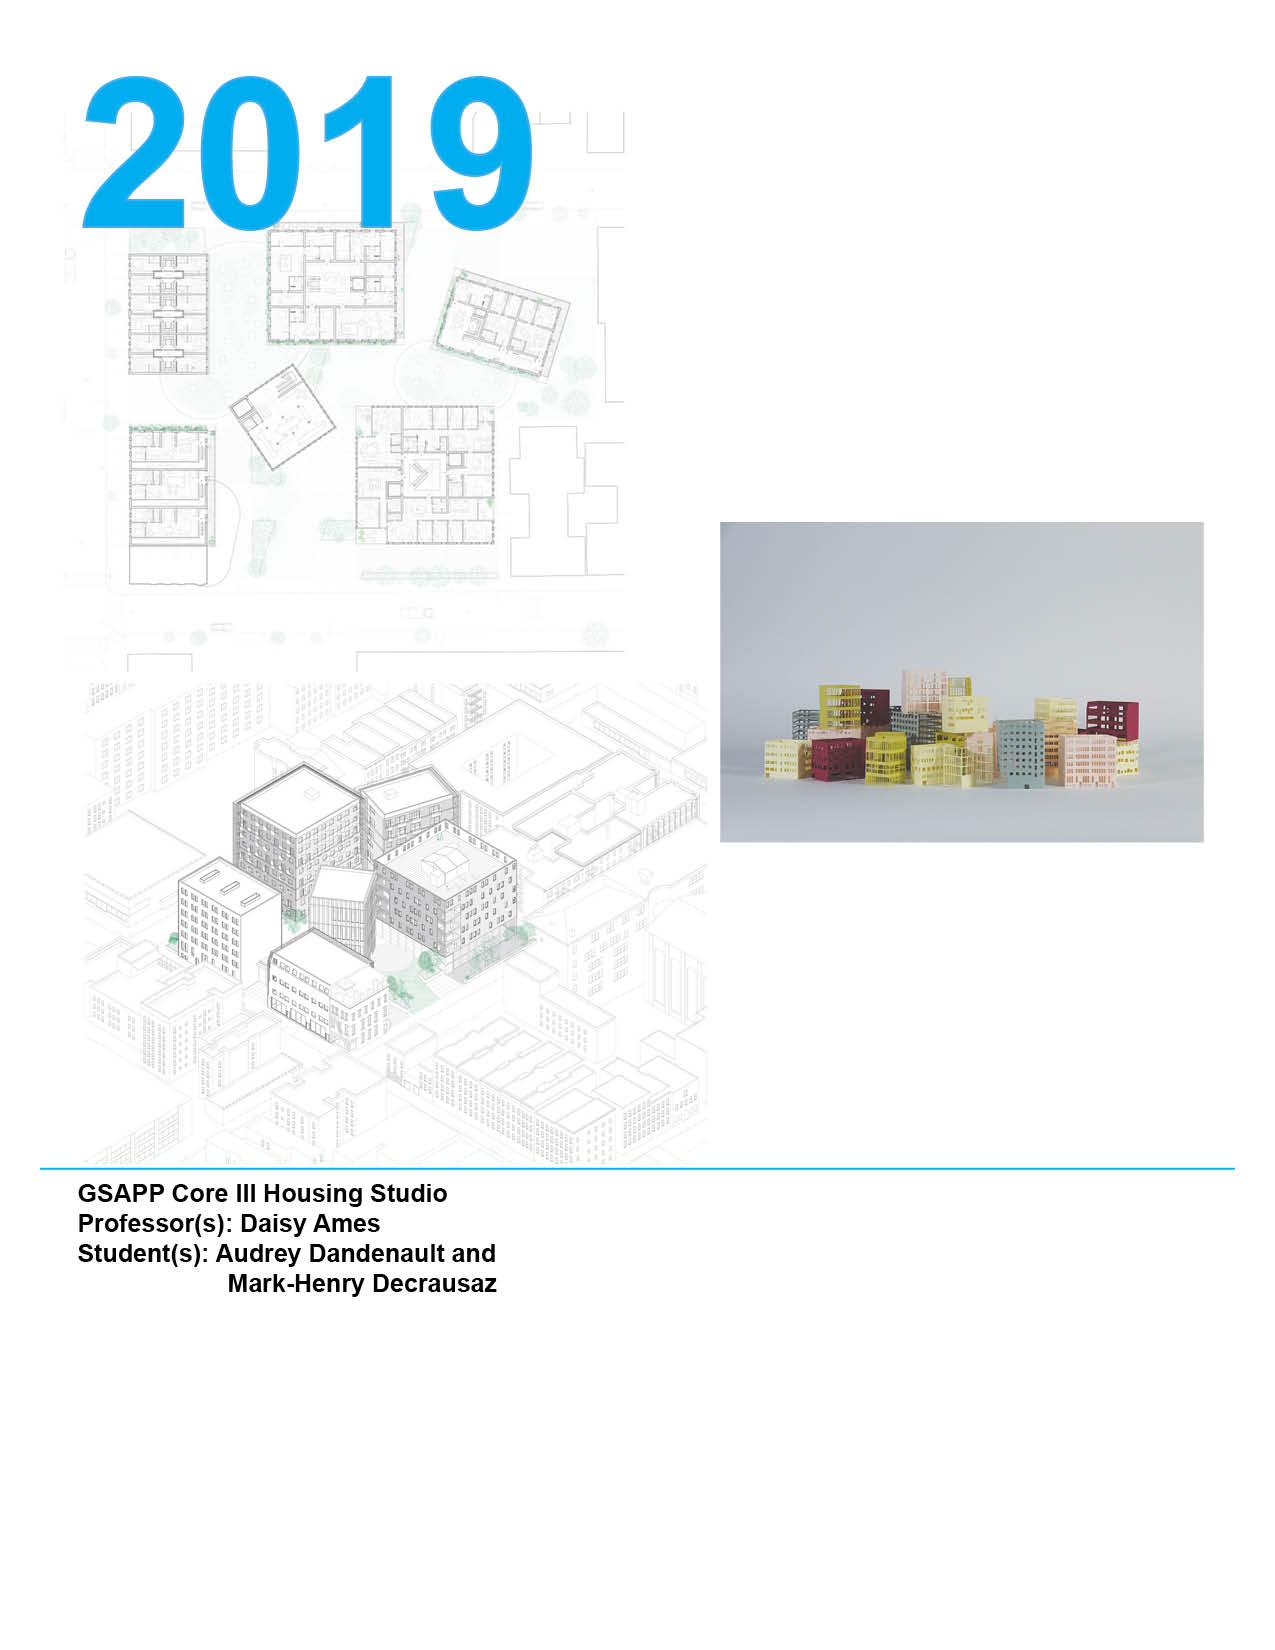 2019
GSAPP Core III Housing Studio
Professor(s): Daisy Ames
Student(s): Audrey Dandenault and
Mark-Henry Decrausaz